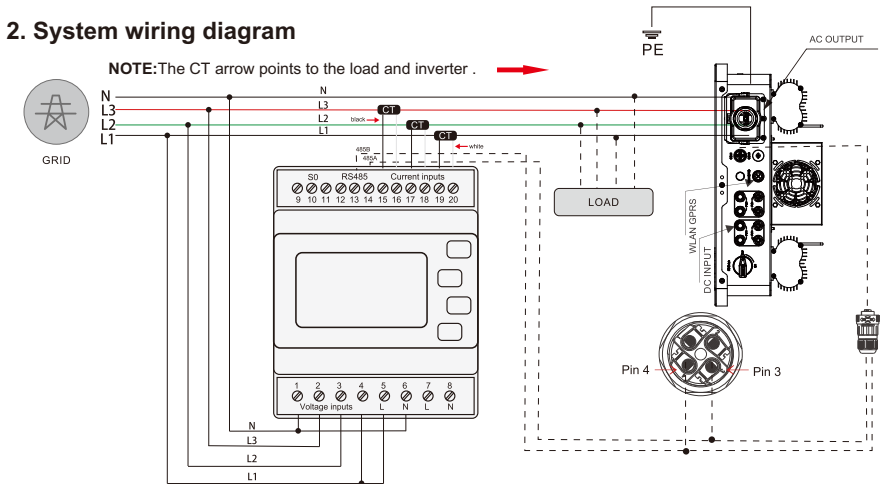 2. System wiring diagram
NOTE:The CT arrow points to the load and inverter .
PE
AC OUTPUT
GRID
N
L3
L2
L1
N
L3
L2
L1
CT
CT
CT
black
white
485B
485A
S0 RS485 Current inputs
9 10 11 12 13 14 15 16 17 18 19 20
LOAD
WLAN GPRS
DC INPUT
1 2 3 4 5 6 7 8
Voltage inputs L N L N
N
L3
L2
L1
Pin 4
Pin 3